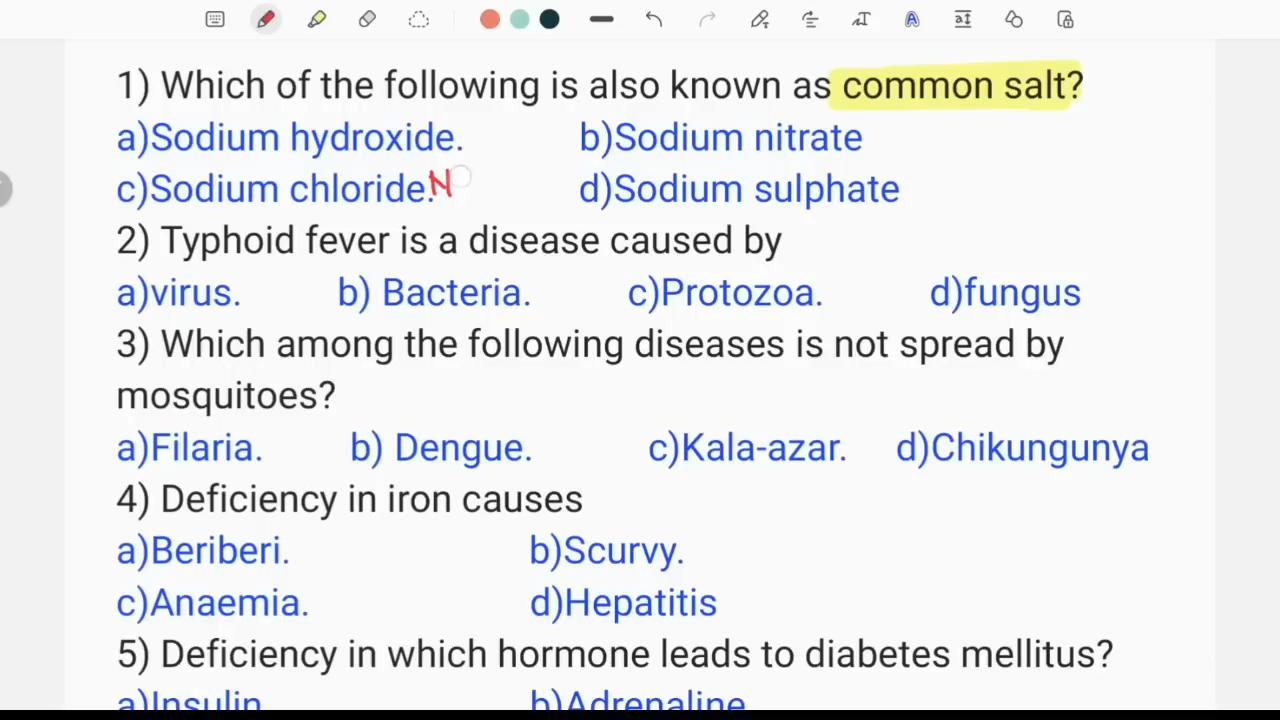 1) Which of the following is also known as common salt?
a)Sodium hydroxide. b)Sodium nitrate
c)Sodium chloride. N d)Sodium sulphate
2) Typhoid fever is a disease caused by
a)virus. b) Bacteria. c)Protozoa. d)fungus
3) Which among the following diseases is not spread by
mosquitoes?
a)Filaria. b) Dengue. c)Kala-azar. d)Chikungunya
4) Deficiency in iron causes
a)Beriberi. b)Scurvy.
c)Anaemia. d)Hepatitis
5) Deficiency in which hormone leads to diabetes mellitus?
a)Insulin b)Adrenaline